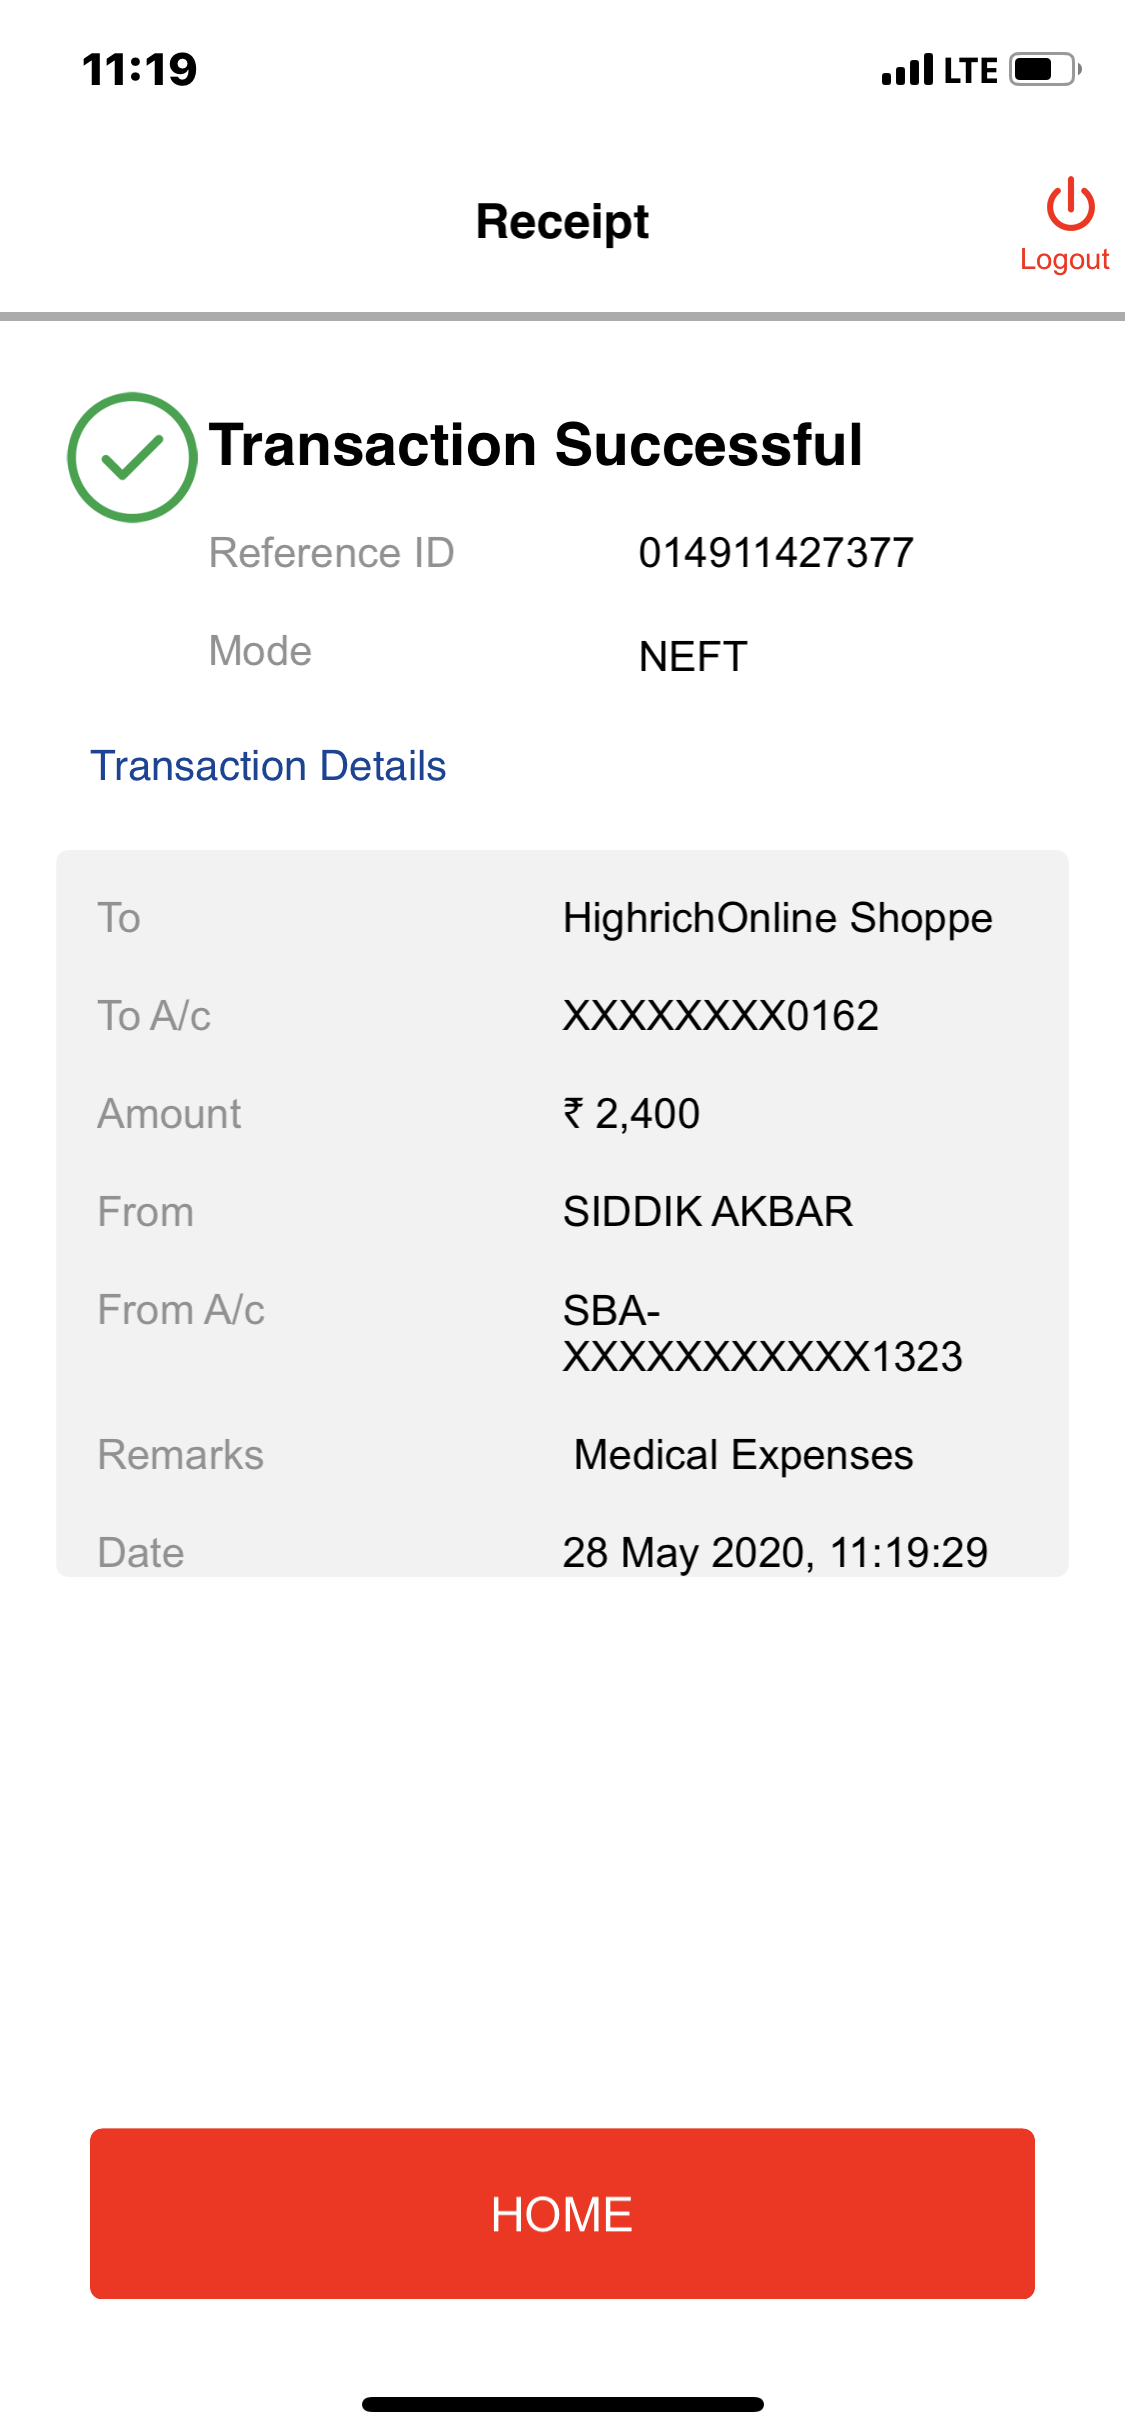 11:19 LTE
Receipt
Logout
Transaction Successful
Reference ID 014911427377
Mode NEFT
Transaction Details
To HighrichOnline Shoppe
To A/c XXXXXXXX0162
Amount ₹ 2,400
From SIDDIK AKBAR
From A/c SBA-
XXXXXXXXXXX1323
Remarks Medical Expenses
Date 28 May 2020, 11:19:29
HOME